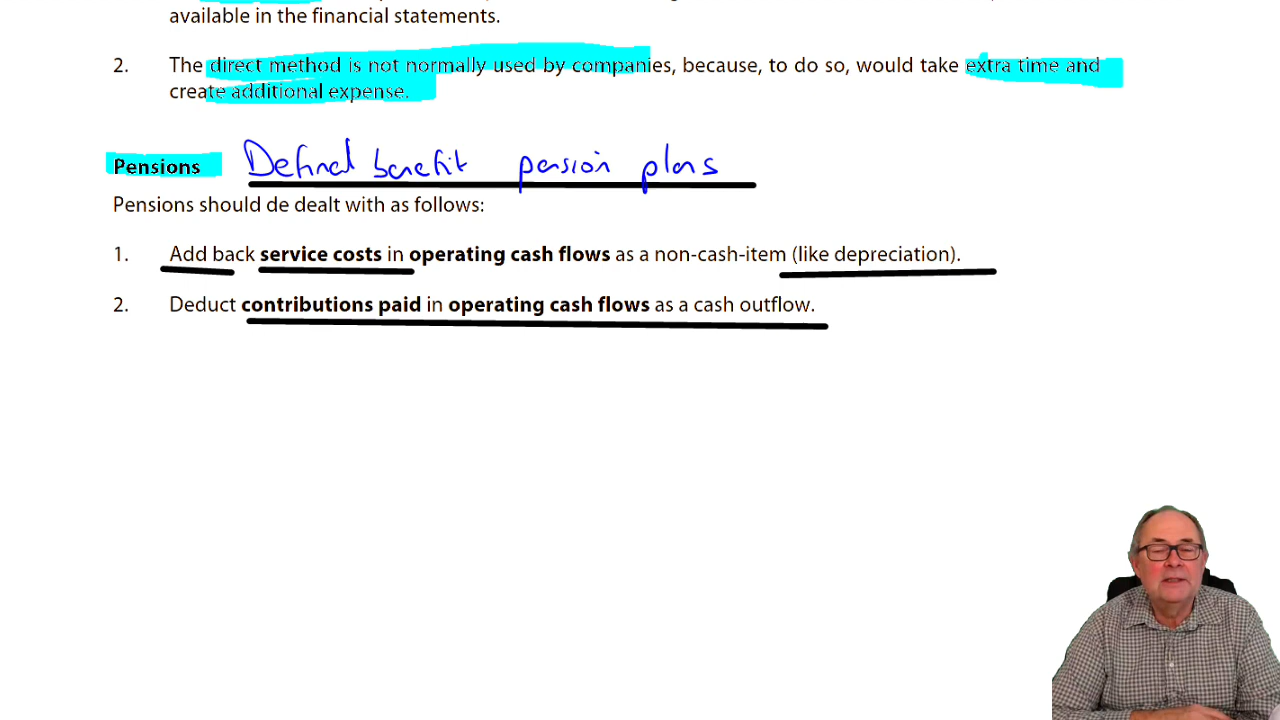 available in the financial statements.
2. The direct method is not normally used by companies, because, to do so, would take extra time and
create additional expense.
Pensions Defined benefit pension plans
Pensions should de dealt with as follows:
1. Add back service costs in operating cash flows as a non-cash-item (like depreciation).
2. Deduct contributions paid in operating cash flows as a cash outflow.